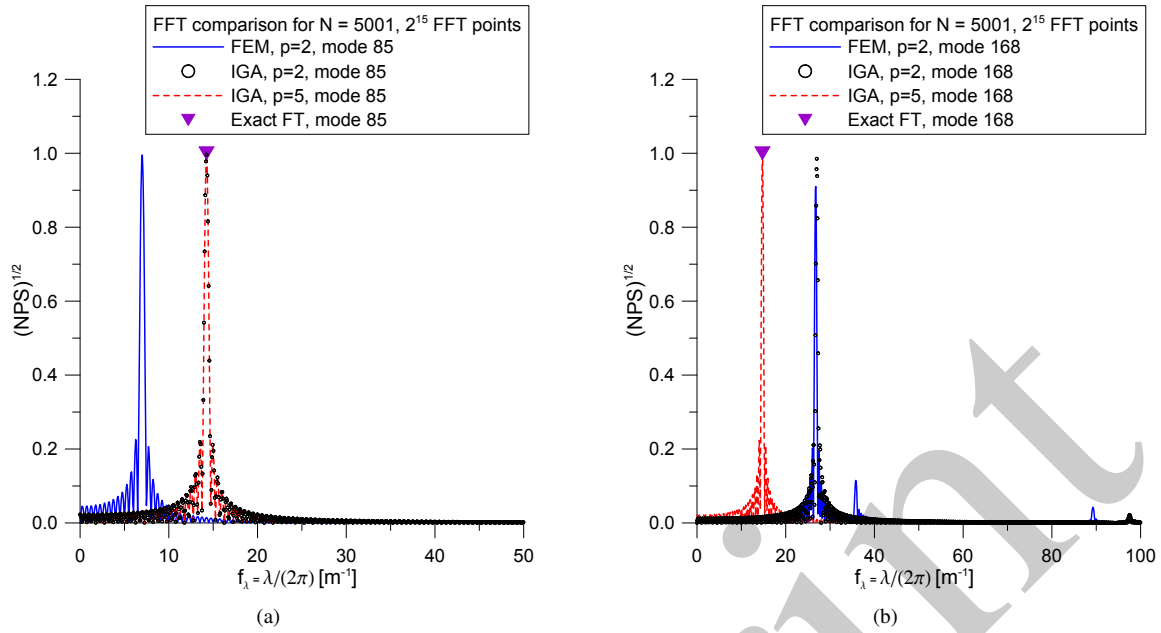 FFT comparison for N = 5001, 2¹⁵ FFT points
FEM, p=2, mode 85
IGA, p=2, mode 85
IGA, p=5, mode 85
Exact FT, mode 85
1.2
1.0
0.8
0.6
0.4
0.2
0.0
(NPS)¹/²
0 10 20 30 40 50
f_λ = λ/(2π) [m⁻¹]
(a)
FFT comparison for N = 5001, 2¹⁵ FFT points
FEM, p=2, mode 168
IGA, p=2, mode 168
IGA, p=5, mode 168
Exact FT, mode 168
1.2
1.0
0.8
0.6
0.4
0.2
0.0
(NPS)¹/²
0 20 40 60 80 100
f_λ = λ/(2π) [m⁻¹]
(b)